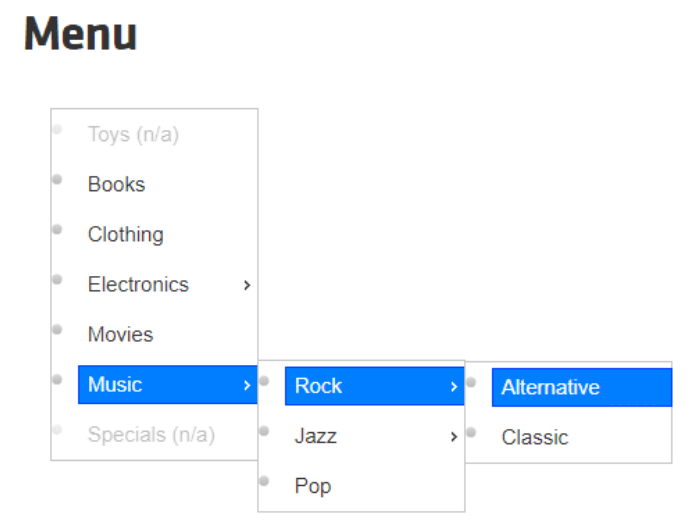 Menu
Toys (n/a)
Books
Clothing
Electronics
Movies
Music
Specials (n/a)
Rock
Jazz
Pop
Alternative
Classic